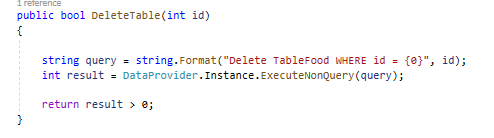 1 reference
public bool DeleteTable(int id)
{
string query = string.Format("Delete TableFood WHERE id = {0}", id);
int result = DataProvider.Instance.ExecuteNonQuery(query);
return result > 0;
}